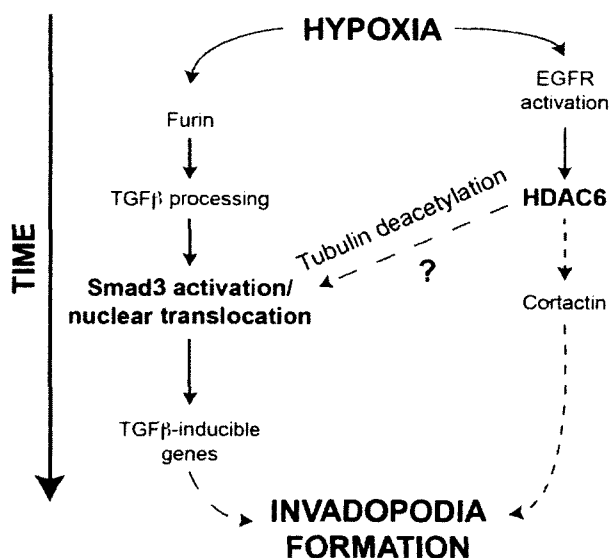 HYPOXIA
EGFR
activation
Furin
TGFβ processing
HDAC6
Tubulin deacetylation
?
TIME
Smad3 activation/
nuclear translocation
Cortactin
TGFβ-inducible
genes
INVADOPODIA
FORMATION